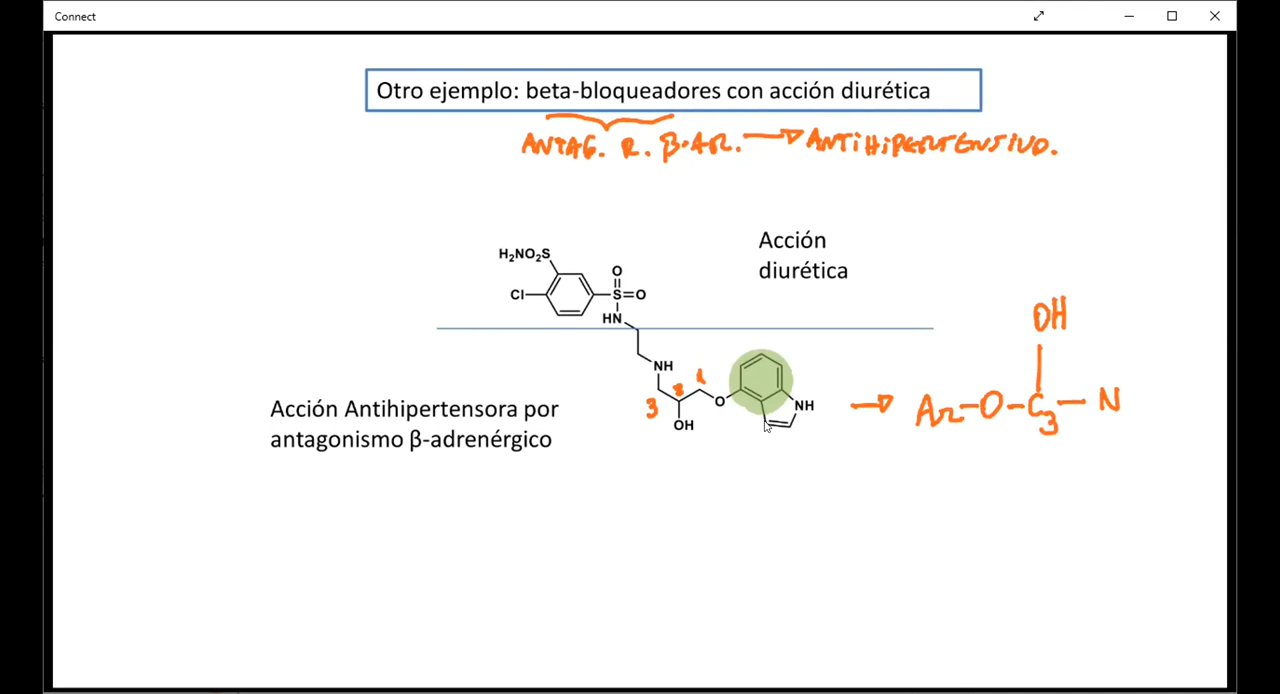 Connect
Otro ejemplo: beta-bloqueadores con acción diurética
ANTAG. R. β-AR. → ANTIHIPERTENSIVO.
Acción
diurética
H₂NO₂S
O
Cl
S=O
HN
OH
NH
1
2
3
O
NH
OH
→ Ar-O-C₃-N
Acción Antihipertensora por
antagonismo β-adrenérgico